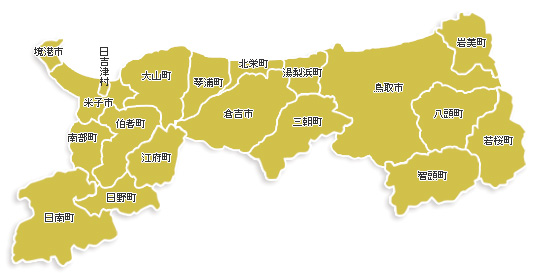 岩美町
境港市
日吉津村
北栄町
大山町
湯梨浜町
琴浦町
鳥取市
米子市
倉吉市
八頭町
三朝町
伯耆町
南部町
若桜町
江府町
智頭町
日野町
日南町